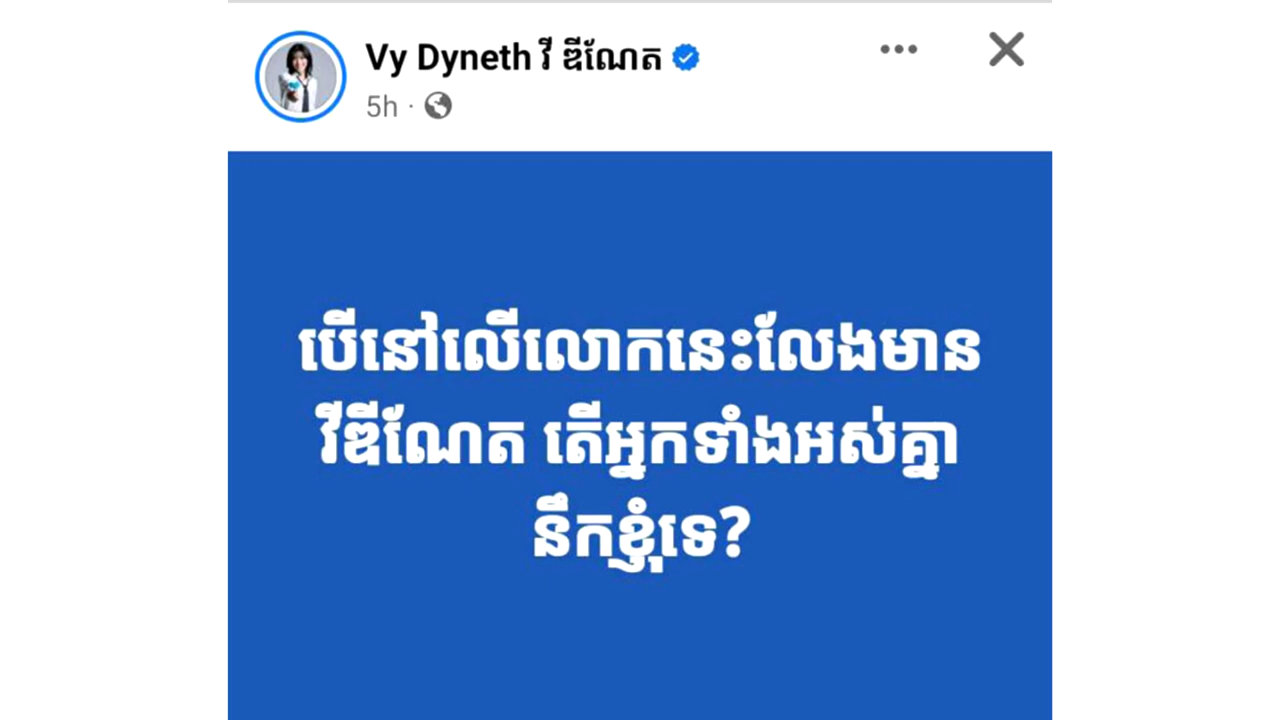 Vy Dyneth វី ឌីណែត
5h ·
បើនៅលើលោកនេះលែងមាន
វីឌីណែត តើអ្នកទាំងអស់គ្នា
នឹកខ្ញុំទេ?